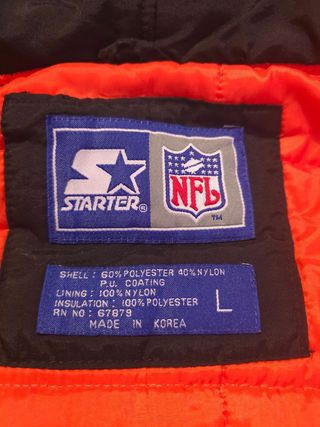 STARTER®
NFL
TM
SHELL : 60% POLYESTER 40% NYLON
P.U. COATING
LINING : 100% NYLON
INSULATION : 100% POLYESTER
RN NO: 67879
MADE IN KOREA
L